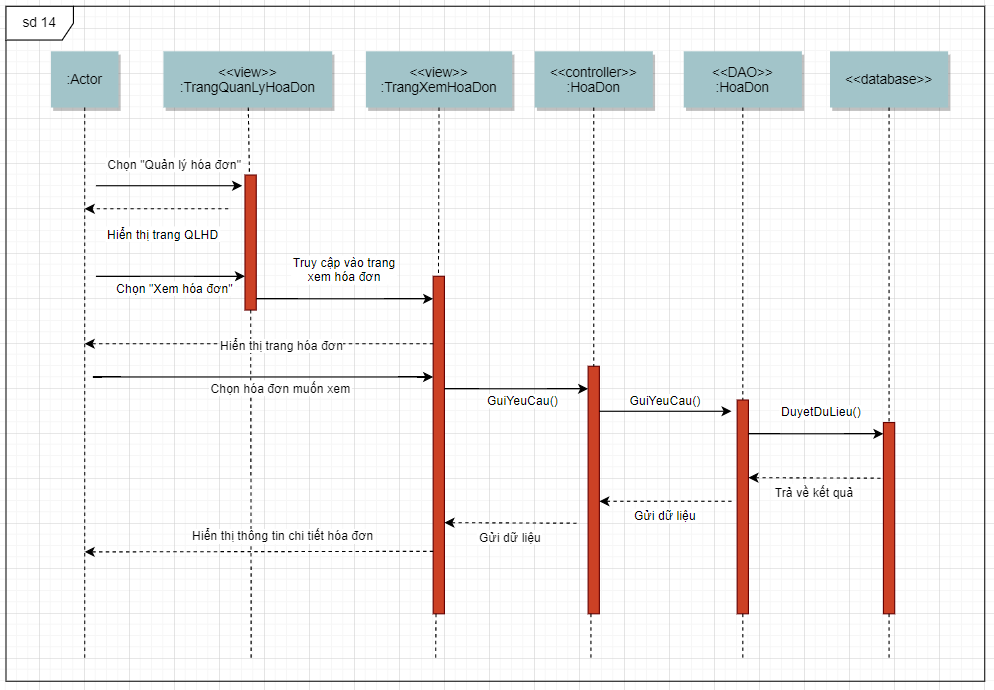 sd 14
:Actor
<<view>>
:TrangQuanLyHoaDon
<<view>>
:TrangXemHoaDon
<<controller>>
:HoaDon
<<DAO>>
:HoaDon
<<database>>
Chọn "Quản lý hóa đơn"
Hiển thị trang QLHD
Truy cập vào trang
xem hóa đơn
Chọn "Xem hóa đơn"
Hiển thị trang hóa đơn
Chọn hóa đơn muốn xem
GuiYeuCau()
GuiYeuCau()
DuyetDuLieu()
Trả về kết quả
Gửi dữ liệu
Gửi dữ liệu
Hiển thị thông tin chi tiết hóa đơn